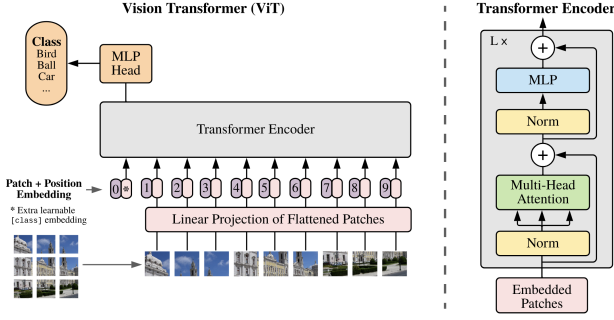 Vision Transformer (ViT)
Class
Bird
Ball
Car
...
MLP
Head
Transformer Encoder
Patch + Position
Embedding
* Extra learnable
[class] embedding
0 * 1 2 3 4 5 6 7 8 9
Linear Projection of Flattened Patches
Transformer Encoder
L x
+
MLP
Norm
+
Multi-Head
Attention
Norm
Embedded
Patches